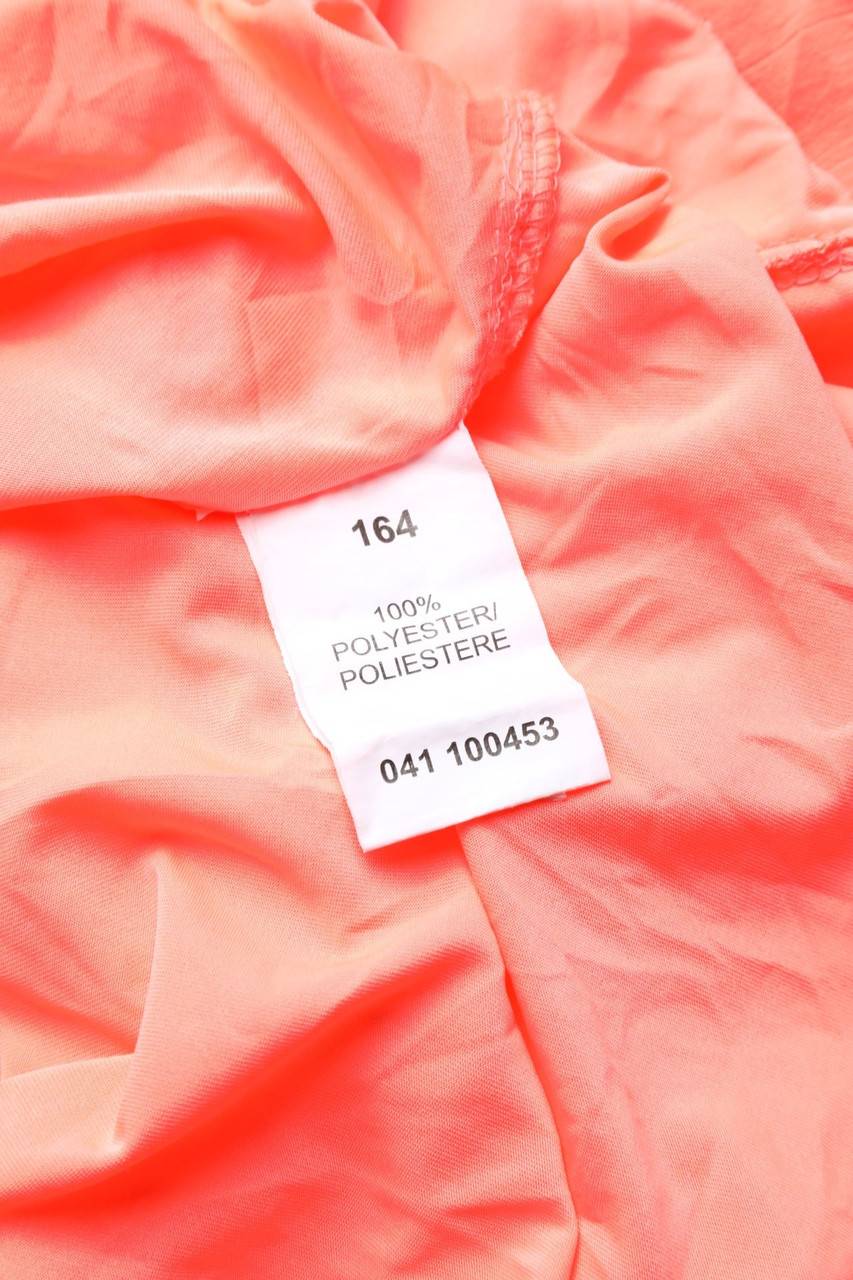 164
100%
POLYESTER/
POLIESTERE
041 100453